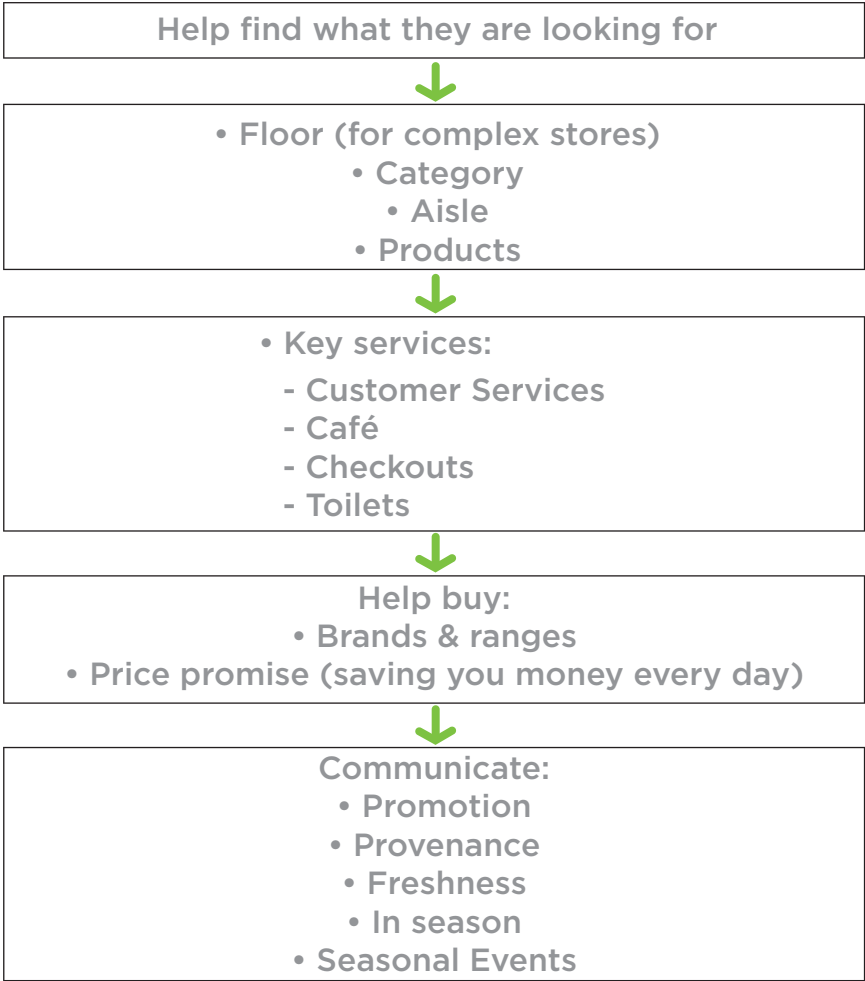 Help find what they are looking for
• Floor (for complex stores)
• Category
• Aisle
• Products
• Key services:
- Customer Services
- Café
- Checkouts
- Toilets
Help buy:
• Brands & ranges
• Price promise (saving you money every day)
Communicate:
• Promotion
• Provenance
• Freshness
• In season
• Seasonal Events